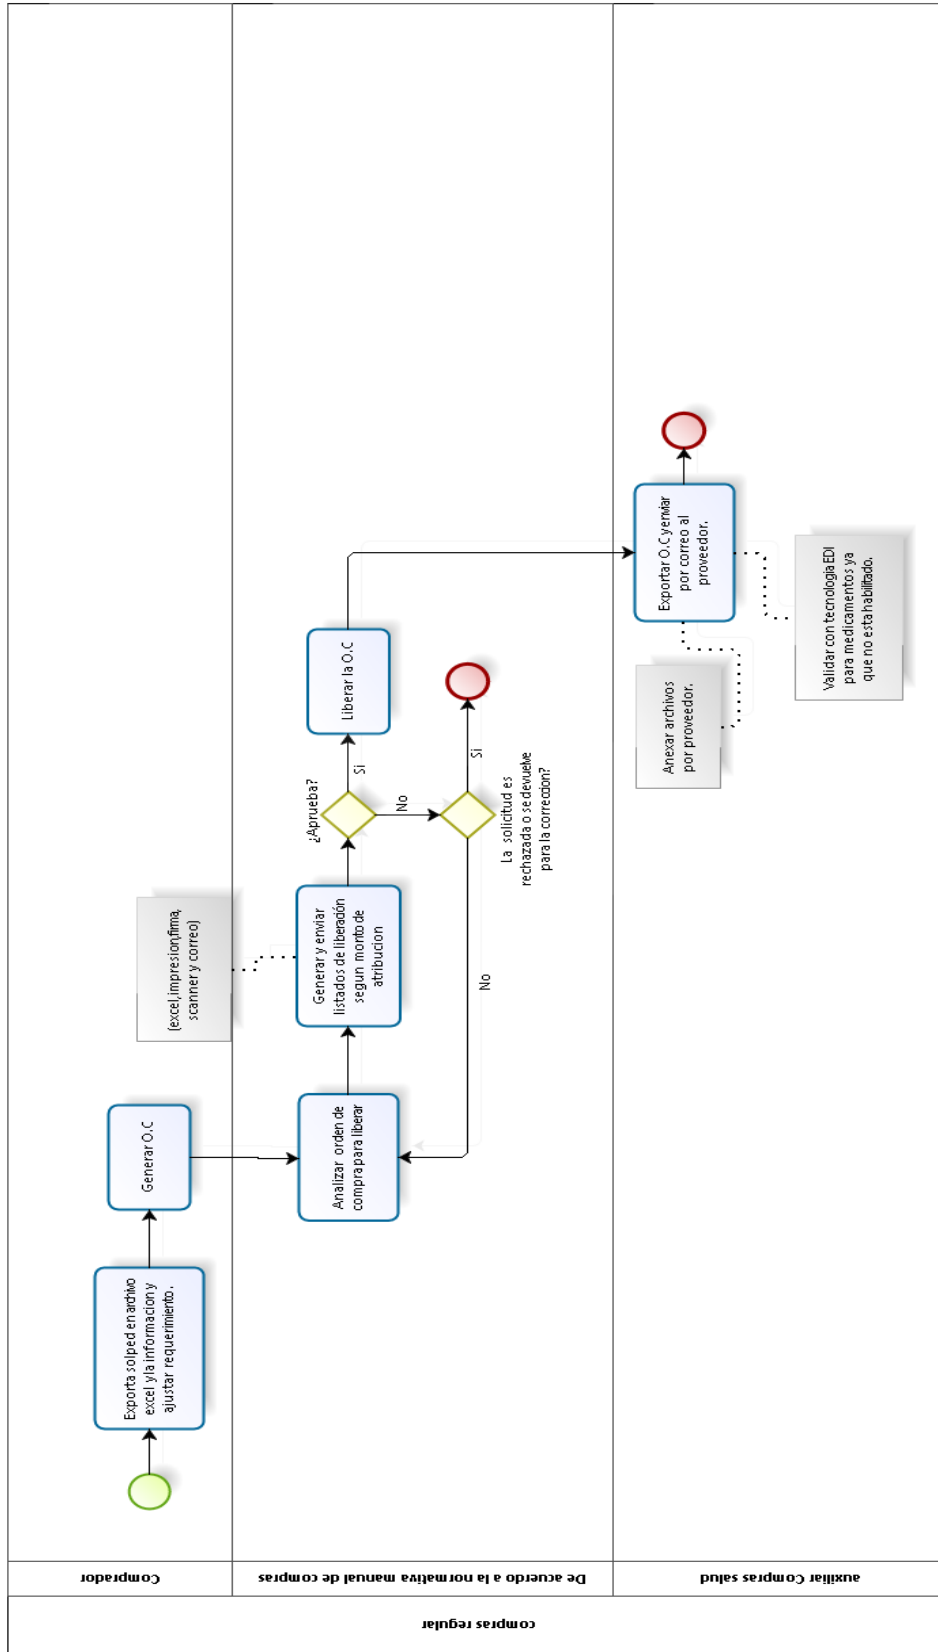 compras regular
Comprador
De acuerdo a la normativa manual de compras
auxiliar Compras salud
Exporta solped en archivo
excel y la informacion y
ajustar requerimiento.
Generar O.C
(excel,impresion,firma,
scanner y correo)
Analizar orden de
compra para liberar
Generar y enviar
listados de liberación
segun monto de
atribucion
¿Aprueba?
Si
No
Liberar la O.C
La solicitud es
rechazada o se devuelve
para la correccion?
Si
No
Anexar archivos
por proveedor.
Exportar O.C y enviar
por correo al
proveedor.
Validar con tecnologia EDI
para medicamentos ya
que no esta habilitado.